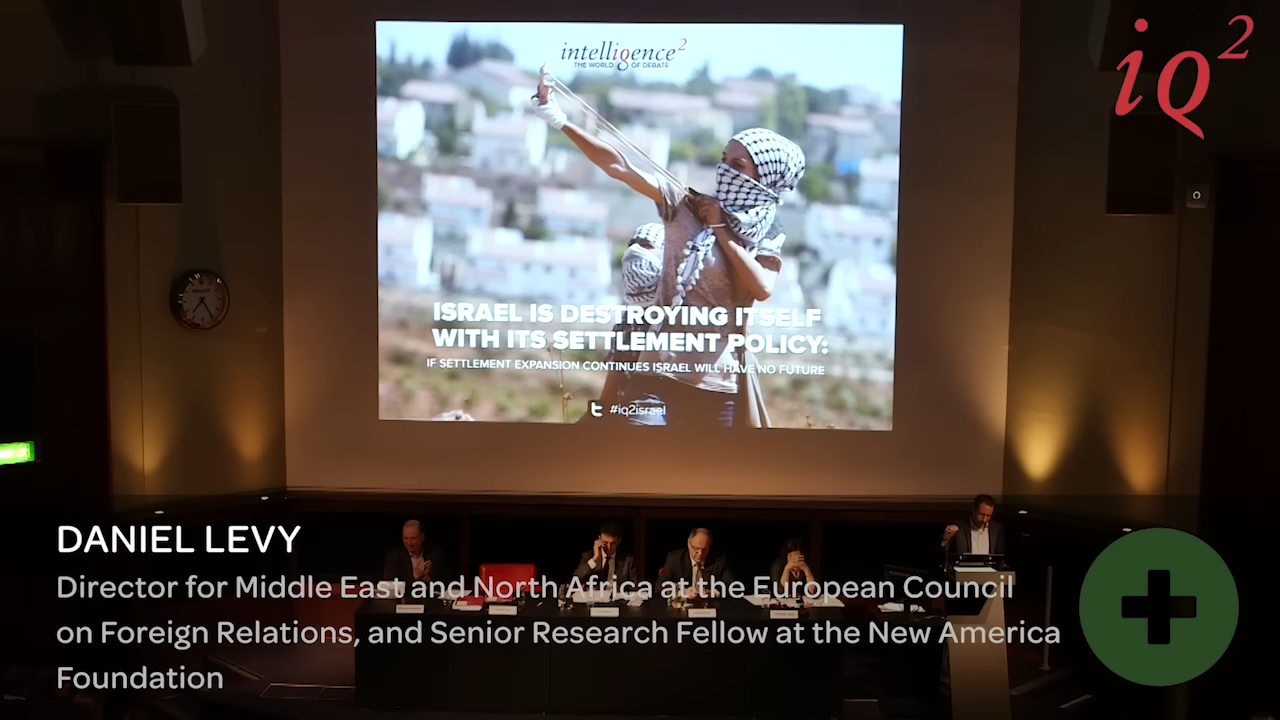 iq2
intelligence2
THE WORLD OF DEBATE
ISRAEL IS DESTROYING ITSELF
WITH ITS SETTLEMENT POLICY:
IF SETTLEMENT EXPANSION CONTINUES ISRAEL WILL HAVE NO FUTURE
#iq2israel
DANIEL LEVY
Director for Middle East and North Africa at the European Council
on Foreign Relations, and Senior Research Fellow at the New America
Foundation